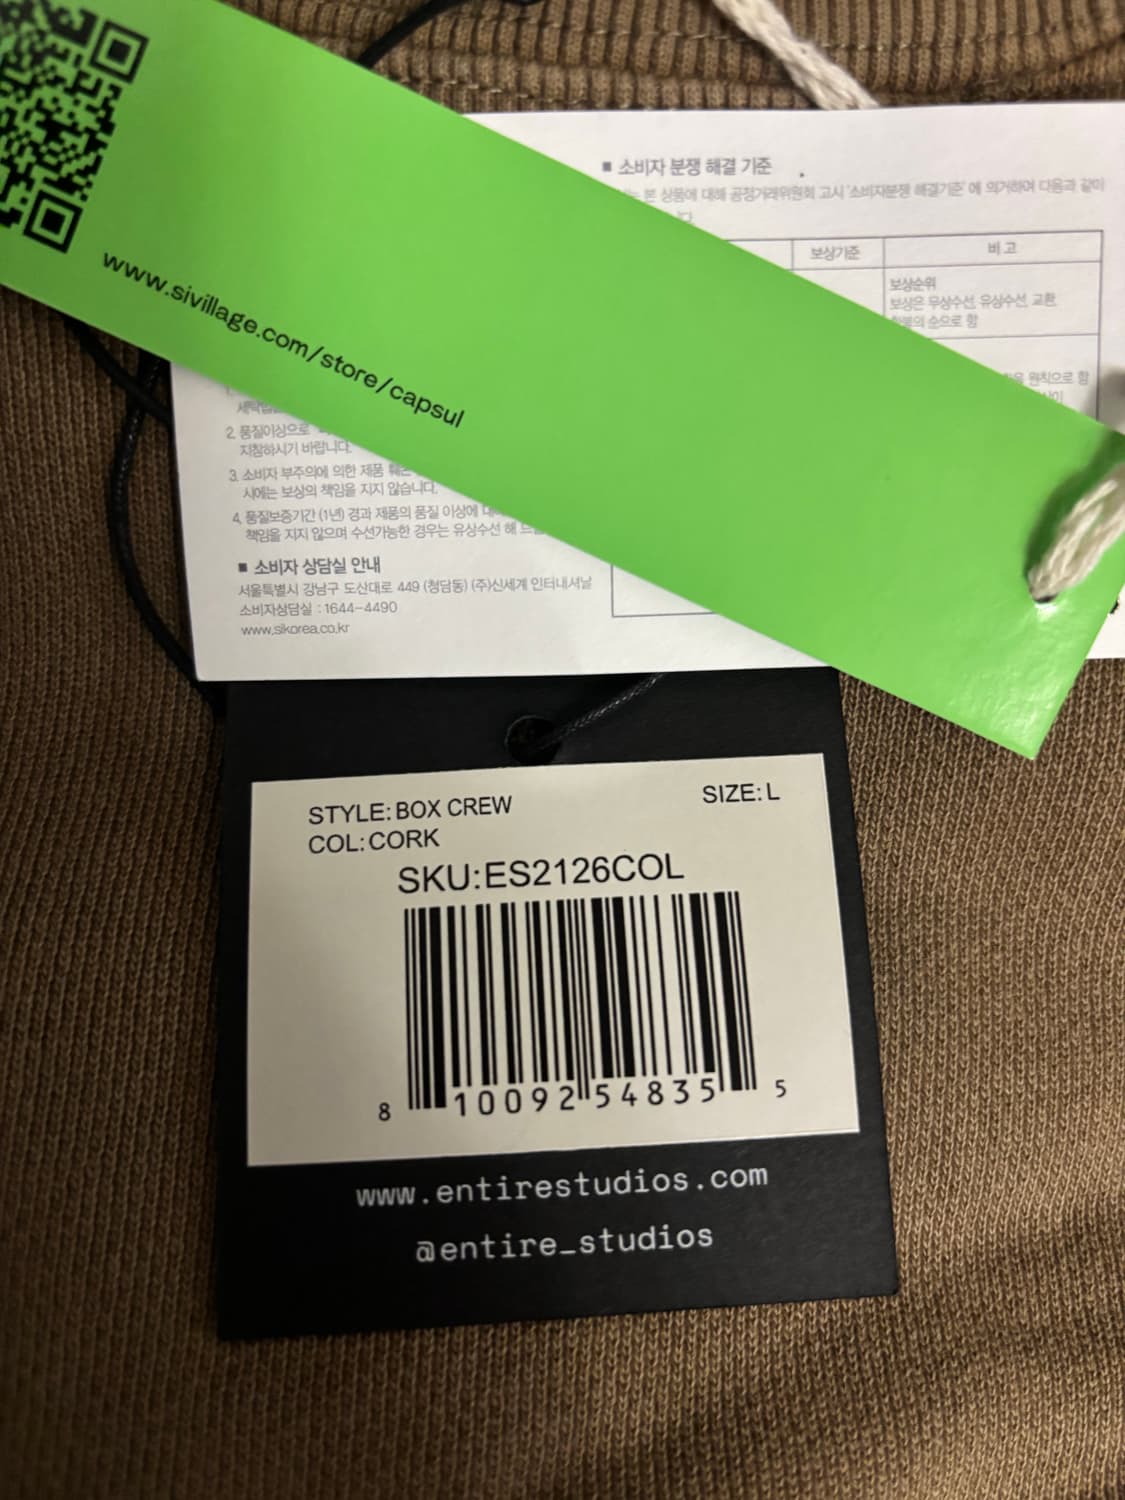 www.sivillage.com/store/capsul
■ 소비자 분쟁 해결 기준
본 상품에 대해 공정거래위원회 고시 '소비자분쟁 해결기준' 에 의거하여 다음과 같이
보상기준
비 고
보상순위
보상은 무상수선, 유상수선, 교환,
순으로 함
원칙으로 함
2. 품질이상으로
지참하시기 바랍니다.
3. 소비자 부주의에 의한 제품
시에는 보상의 책임을 지지 않습니다.
4. 품질보증기간 (1년) 경과 제품의 품질 이상에
책임을 지지 않으며 수선가능한 경우는 유상수선 해
■ 소비자 상담실 안내
서울특별시 강남구 도산대로 449 (청담동) (주)신세계 인터내셔날
소비자상담실 : 1644-4490
www.sikorea.co.kr
STYLE: BOX CREW
SIZE: L
COL: CORK
SKU:ES2126COL
8 10092 54835 5
www.entirestudios.com
@entire_studios